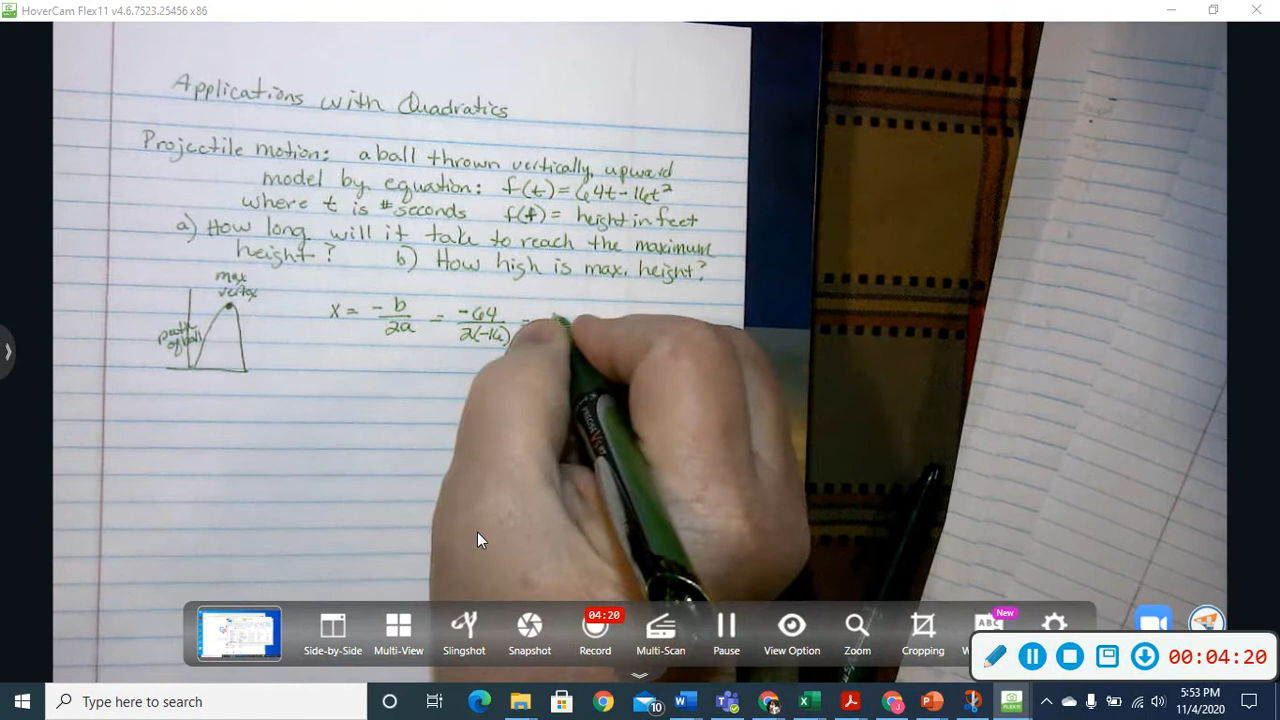 HoverCam Flex11 v4.6.7523.25456 x86
Applications with Quadratics
Projectile motion: a ball thrown vertically, upward
model by equation: f(t) = 64t - 16t²
where t is # seconds f(t) = height in feet
a) How long will it take to reach the maximum
height? b) How high is max. height?
max
vertex
path
of ball
x = -b/2a = -64/2(-16) =
04:20
New
Side-by-Side Multi-View Slingshot Snapshot Record Multi-Scan Pause View Option Zoom Cropping
00:04:20
Type here to search
10
5:53 PM
11/4/2020